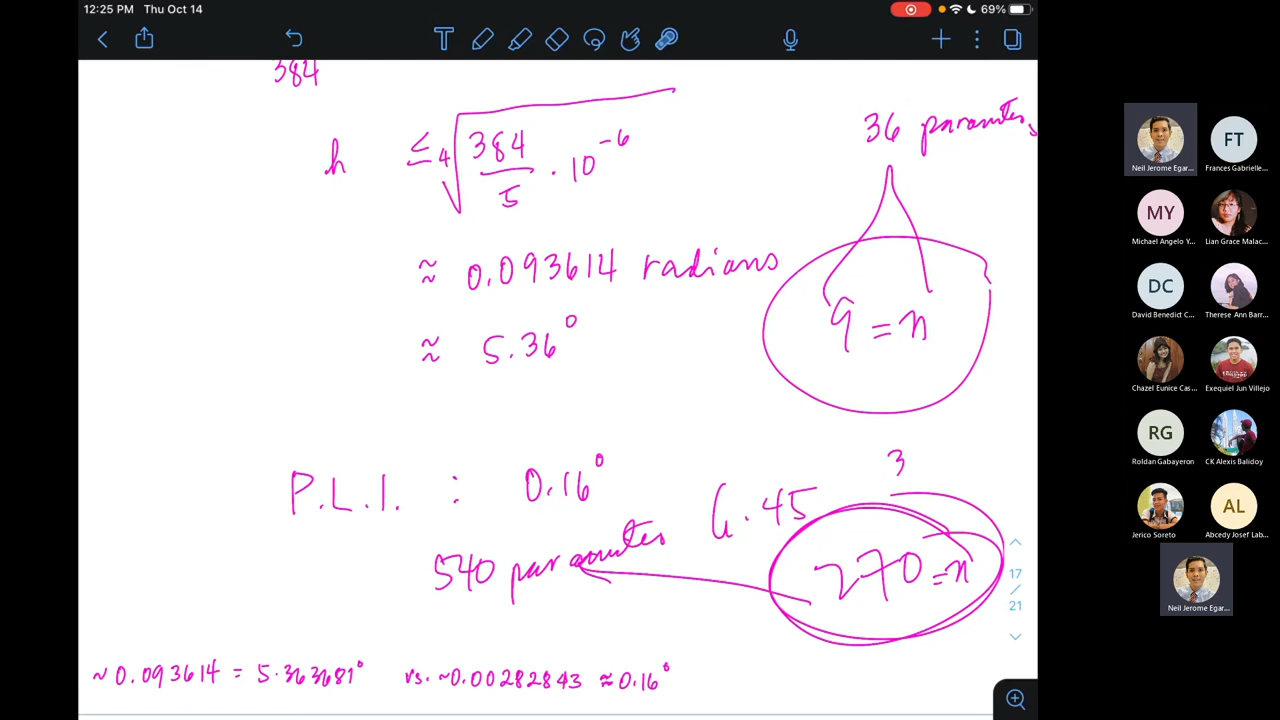 12:25 PM Thu Oct 14
69%
384
36 parameters
h ≤ ⁴√(384/5 · 10⁻⁶)
≈ 0.093614 radians
9 = n
≈ 5.36°
3
P.L.I. : 0.16°
6.45
540 parameters
270 = n
≈ 0.093614 = 5.363681° vs. ~0.00282843 ≈ 0.16°
17
/
21
Neil Jerome Egar...
FT
Frances Gabrielle...
MY
Michael Angelo Y...
Lian Grace Malac...
DC
David Benedict C...
Therese Ann Barr...
Chazel Eunice Cas...
Exequiel Jun Villejo
RG
Roldan Gabayeron
CK Alexis Balidoy
Jerico Soreto
AL
Abcedy Josef Lab...
Neil Jerome Egar...